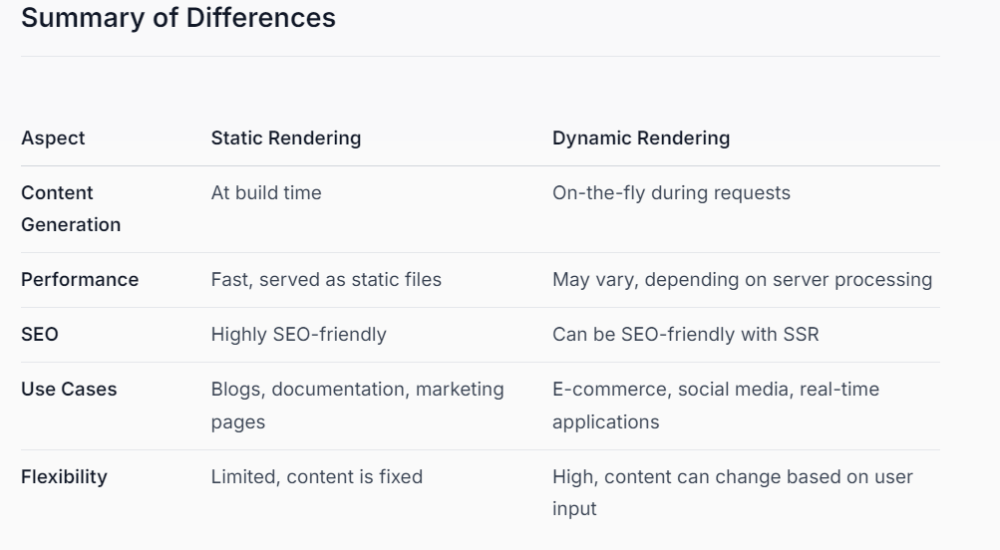 Summary of Differences
Aspect Static Rendering Dynamic Rendering
Content At build time On-the-fly during requests
Generation
Performance Fast, served as static files May vary, depending on server processing
SEO Highly SEO-friendly Can be SEO-friendly with SSR
Use Cases Blogs, documentation, marketing E-commerce, social media, real-time
pages applications
Flexibility Limited, content is fixed High, content can change based on user
input